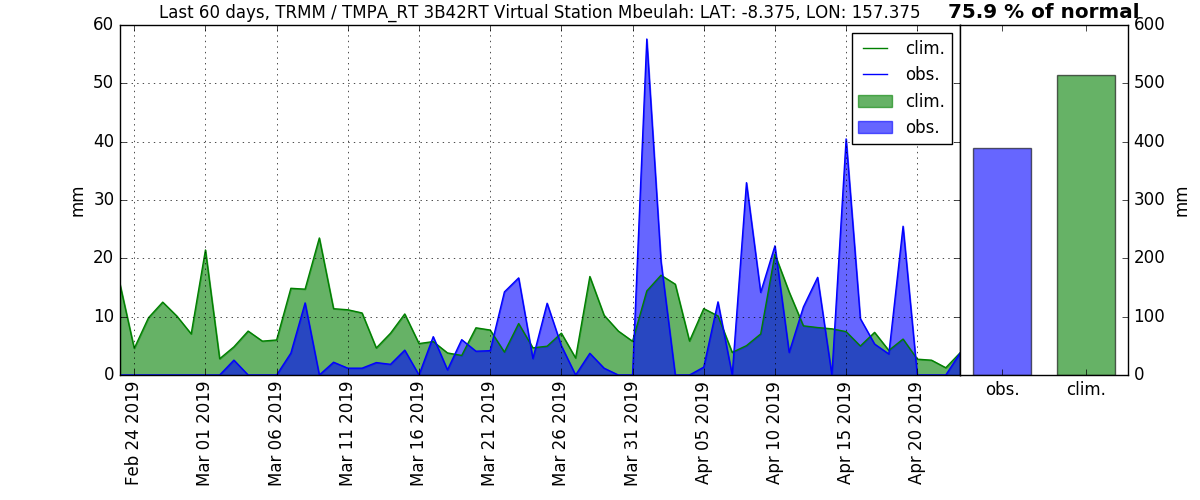 Last 60 days, TRMM / TMPA_RT 3B42RT Virtual Station Mbeulah: LAT: -8.375, LON: 157.375
75.9 % of normal
60
50
40
30
20
10
0
mm
clim.
obs.
clim.
obs.
600
500
400
300
200
100
0
mm
Feb 24 2019
Mar 01 2019
Mar 06 2019
Mar 11 2019
Mar 16 2019
Mar 21 2019
Mar 26 2019
Mar 31 2019
Apr 05 2019
Apr 10 2019
Apr 15 2019
Apr 20 2019
obs.
clim.